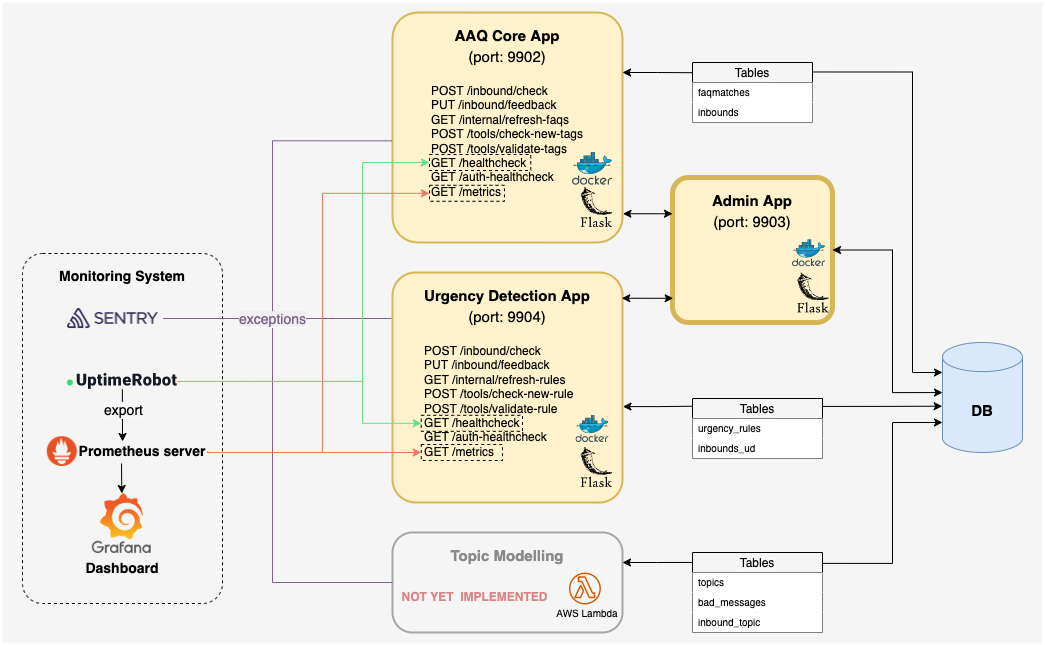 AAQ Core App
(port: 9902)
POST /inbound/check
PUT /inbound/feedback
GET /internal/refresh-faqs
POST /tools/check-new-tags
POST /tools/validate-tags
GET /healthcheck
GET /auth-healthcheck
GET /metrics
docker
Flask
Tables
faqmatches
inbounds
Admin App
(port: 9903)
docker
Flask
Monitoring System
SENTRY
exceptions
UptimeRobot
export
Prometheus server
Grafana
Dashboard
Urgency Detection App
(port: 9904)
POST /inbound/check
PUT /inbound/feedback
GET /internal/refresh-rules
POST /tools/check-new-rule
POST /tools/validate-rule
GET /healthcheck
GET /auth-healthcheck
GET /metrics
docker
Flask
Tables
urgency_rules
inbounds_ud
DB
Topic Modelling
NOT YET IMPLEMENTED
AWS Lambda
Tables
topics
bad_messages
inbound_topic